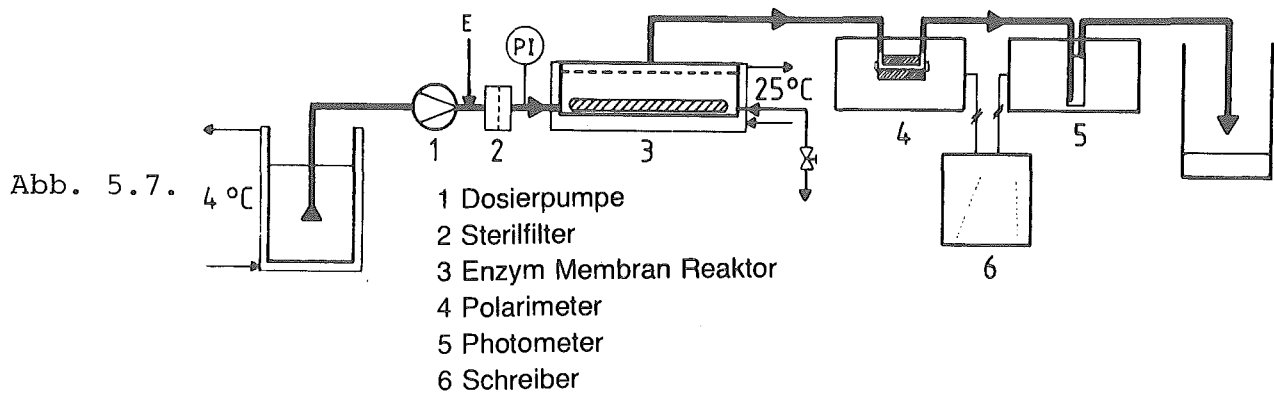 E
PI
25°C
1
2
3
4
5
6
Abb. 5.7.
4 °C
1 Dosierpumpe
2 Sterilfilter
3 Enzym Membran Reaktor
4 Polarimeter
5 Photometer
6 Schreiber